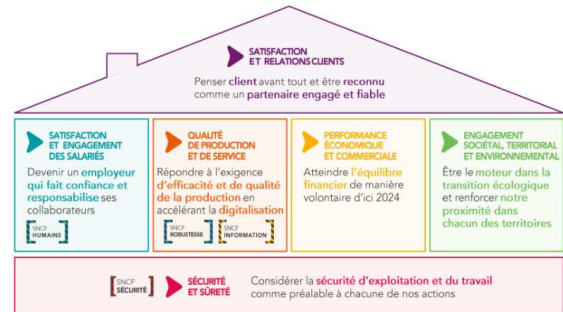 SATISFACTION
ET RELATIONS CLIENTS
Penser client avant tout et être reconnu
comme un partenaire engagé et fiable
SATISFACTION
ET ENGAGEMENT
DES SALARIÉS
Devenir un employeur
qui fait confiance et
responsabilise ses
collaborateurs
SNCF
HUMAINS
QUALITÉ
DE PRODUCTION
ET DE SERVICE
Répondre à l'exigence
d'efficacité et de qualité
de la production en
accélérant la digitalisation
SNCF
ROBUSTESSE
SNCF
INFORMATION
PERFORMANCE
ÉCONOMIQUE
ET COMMERCIALE
Atteindre l'équilibre
financier de manière
volontaire d'ici 2024
ENGAGEMENT
SOCIÉTAL, TERRITORIAL
ET ENVIRONNEMENTAL
Être le moteur dans la
transition écologique
et renforcer notre
proximité dans
chacun des territoires
SNCF
SÉCURITÉ
SÉCURITÉ
ET SÛRETÉ
Considérer la sécurité d'exploitation et du travail
comme préalable à chacune de nos actions